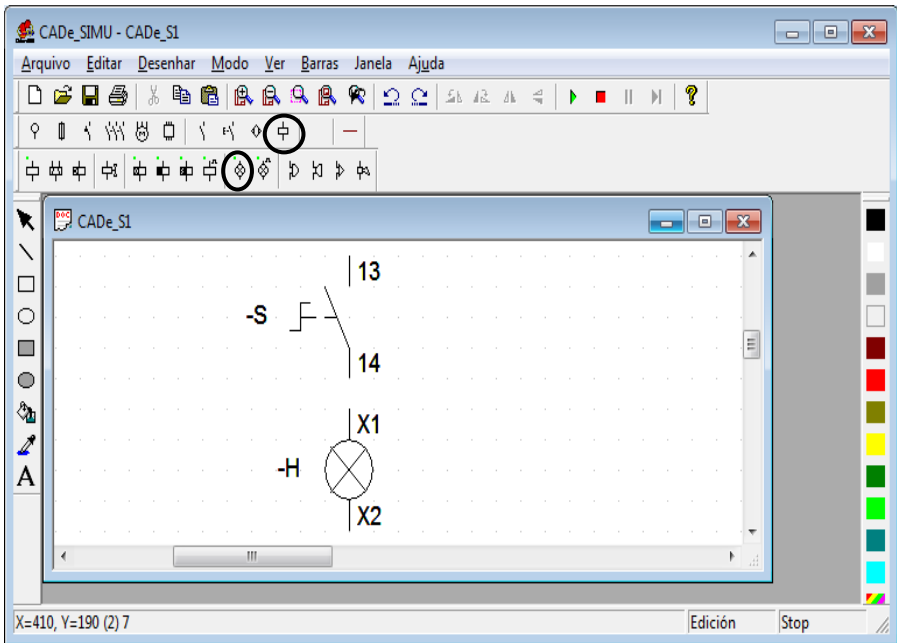 CADe_SIMU - CADe_S1
Arquivo Editar Desenhar Modo Ver Barras Janela Ajuda
CADe_S1
13
-S
14
X1
-H
X2
A
X=410, Y=190 (2) 7 Edición Stop